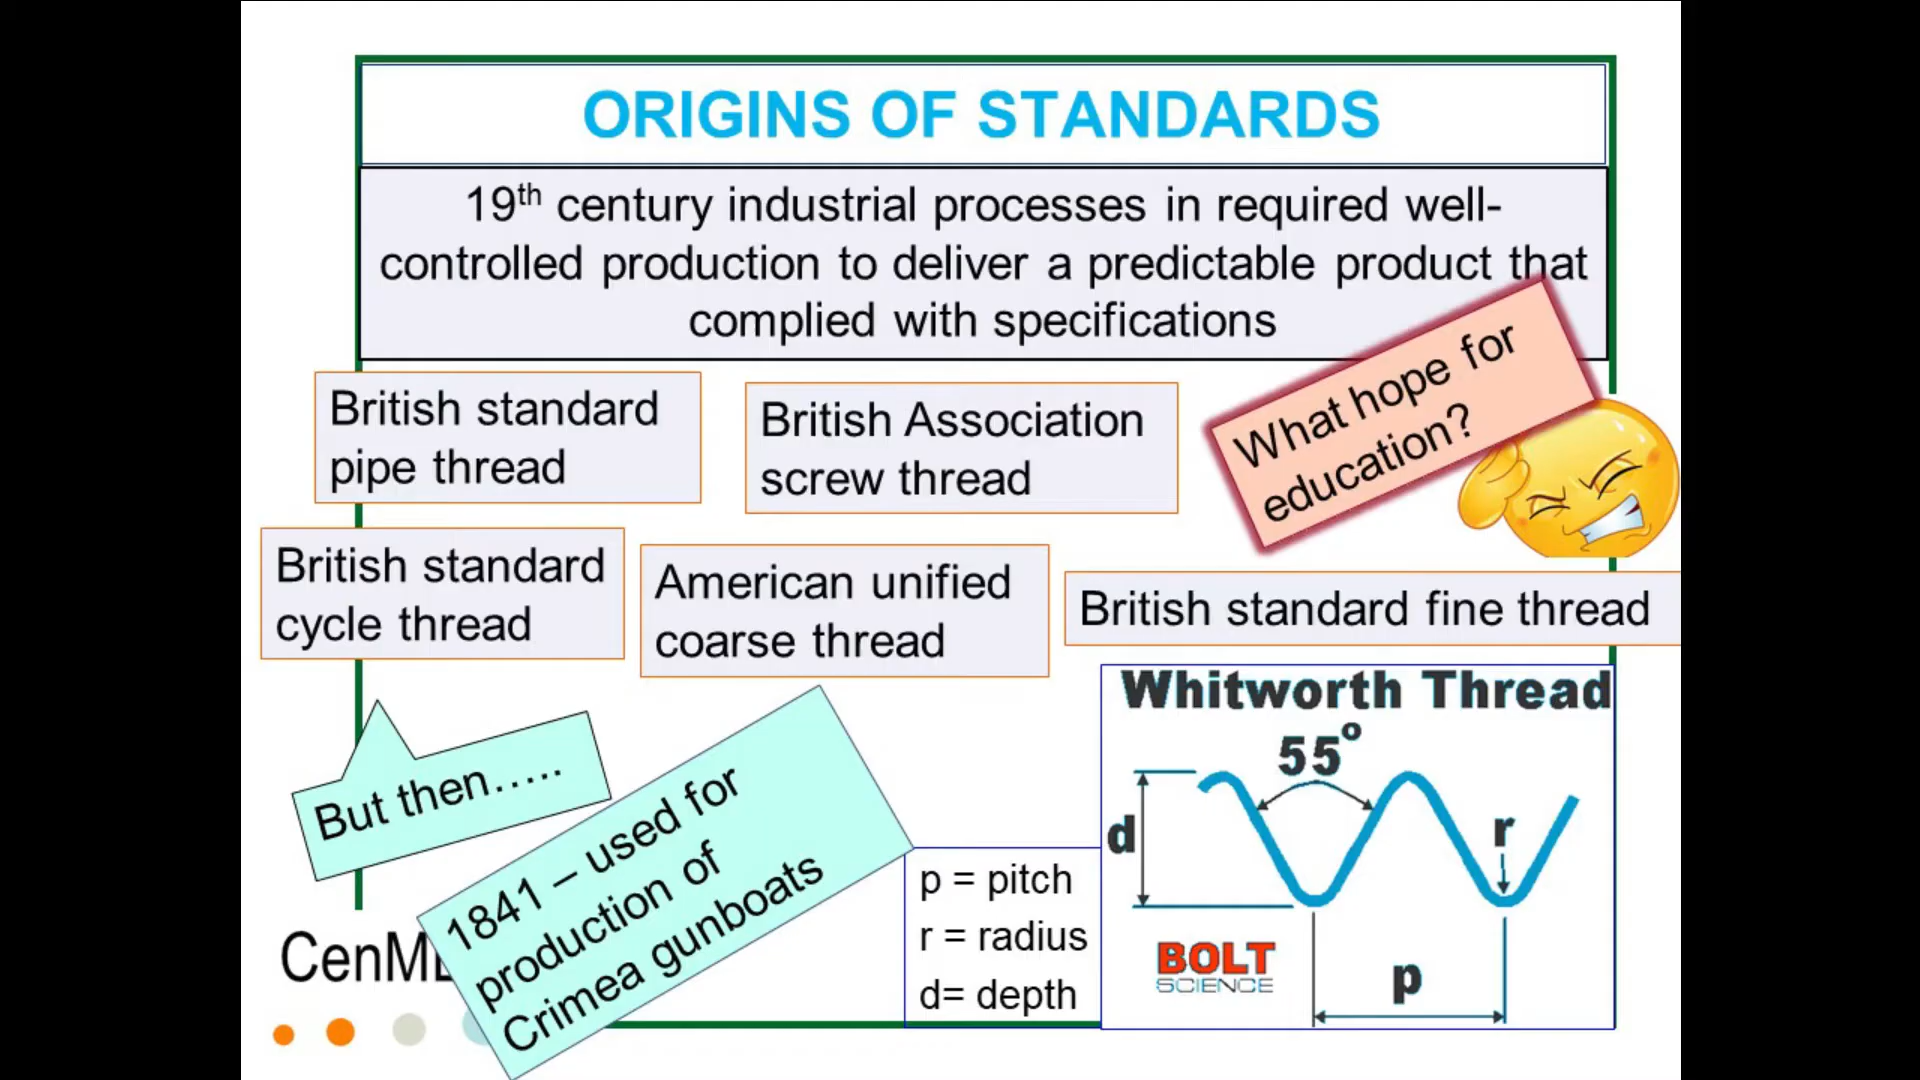 ORIGINS OF STANDARDS
19th century industrial processes in required well-
controlled production to deliver a predictable product that
complied with specifications
What hope for
education?
British standard
pipe thread
British Association
screw thread
British standard
cycle thread
American unified
coarse thread
British standard fine thread
But then…..
1841 – used for
production of
Crimea gunboats
p = pitch
r = radius
d= depth
Whitworth Thread
55°
d
r
BOLT
SCIENCE
p